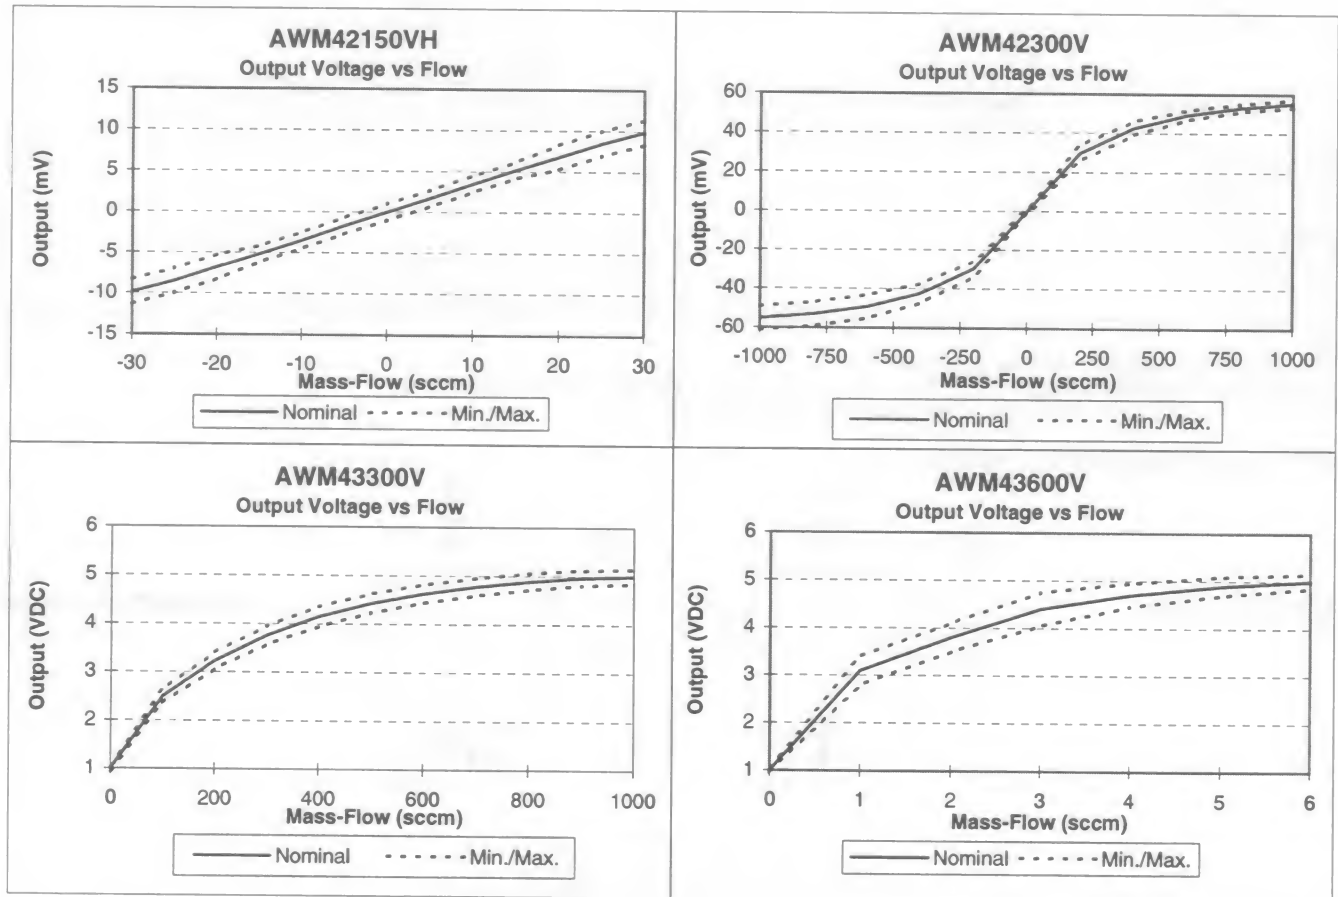 AWM42150VH
Output Voltage vs Flow
Output (mV)
15
10
5
0
-5
-10
-15
-30 -20 -10 0 10 20 30
Mass-Flow (sccm)
Nominal Min./Max.
AWM42300V
Output Voltage vs Flow
Output (mV)
60
40
20
0
-20
-40
-60
-1000 -750 -500 -250 0 250 500 750 1000
Mass-Flow (sccm)
Nominal Min./Max.
AWM43300V
Output Voltage vs Flow
Output (VDC)
6
5
4
3
2
1
0 200 400 600 800 1000
Mass-Flow (sccm)
Nominal Min./Max.
AWM43600V
Output Voltage vs Flow
Output (VDC)
6
5
4
3
2
1
0 1 2 3 4 5 6
Mass-Flow (sccm)
Nominal Min./Max.